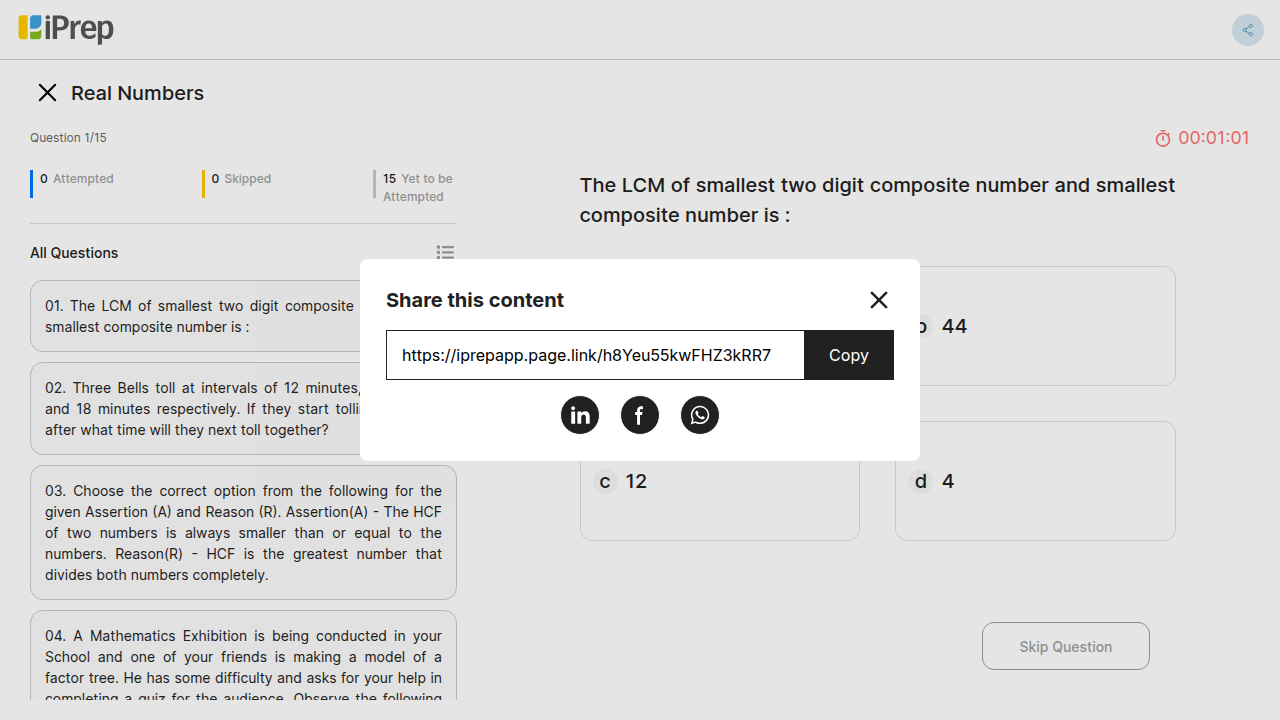 iPrep
Real Numbers
Question 1/15
00:01:01
0 Attempted
0 Skipped
15 Yet to be
Attempted
The LCM of smallest two digit composite number and smallest
composite number is :
All Questions
01. The LCM of smallest two digit composite
smallest composite number is :
02. Three Bells toll at intervals of 12 minutes,
and 18 minutes respectively. If they start
after what time will they next toll together?
03. Choose the correct option from the following for the
given Assertion (A) and Reason (R). Assertion(A) - The HCF
of two numbers is always smaller than or equal to the
numbers. Reason(R) - HCF is the greatest number that
divides both numbers completely.
04. A Mathematics Exhibition is being conducted in your
School and one of your friends is making a model of a
factor tree. He has some difficulty and asks for your help in
completing a quiz for the audience. Observe the following
Share this content
https://iprepapp.page.link/h8Yeu55kwFHZ3kRR7
Copy
44
c 12
d 4
Skip Question